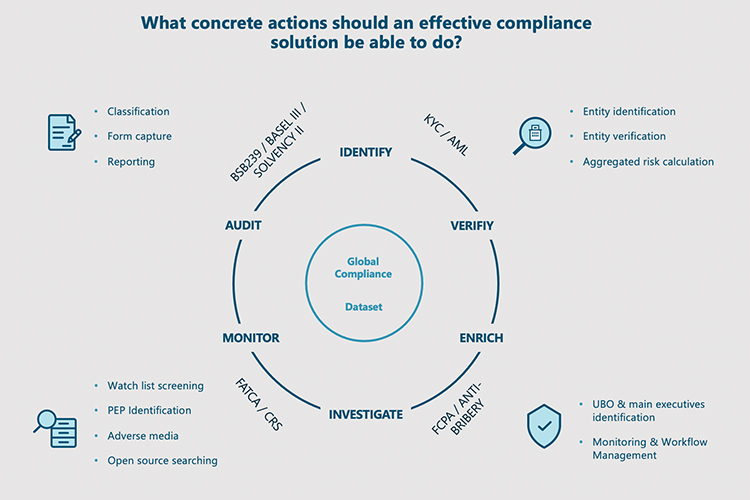 What concrete actions should an effective compliance
solution be able to do?
• Classification
• Form capture
• Reporting
BSB239 / BASEL III /
SOLVENCY II
KYC / AML
• Entity identification
• Entity verification
• Aggregated risk calculation
IDENTIFY
AUDIT
VERIFIY
Global
Compliance
Dataset
MONITOR
ENRICH
INVESTIGATE
• Watch list screening
• PEP Identification
• Adverse media
• Open source searching
FATCA / CRS
FCPA / ANTI-
BRIBERY
• UBO & main executives
identification
• Monitoring & Workflow
Management